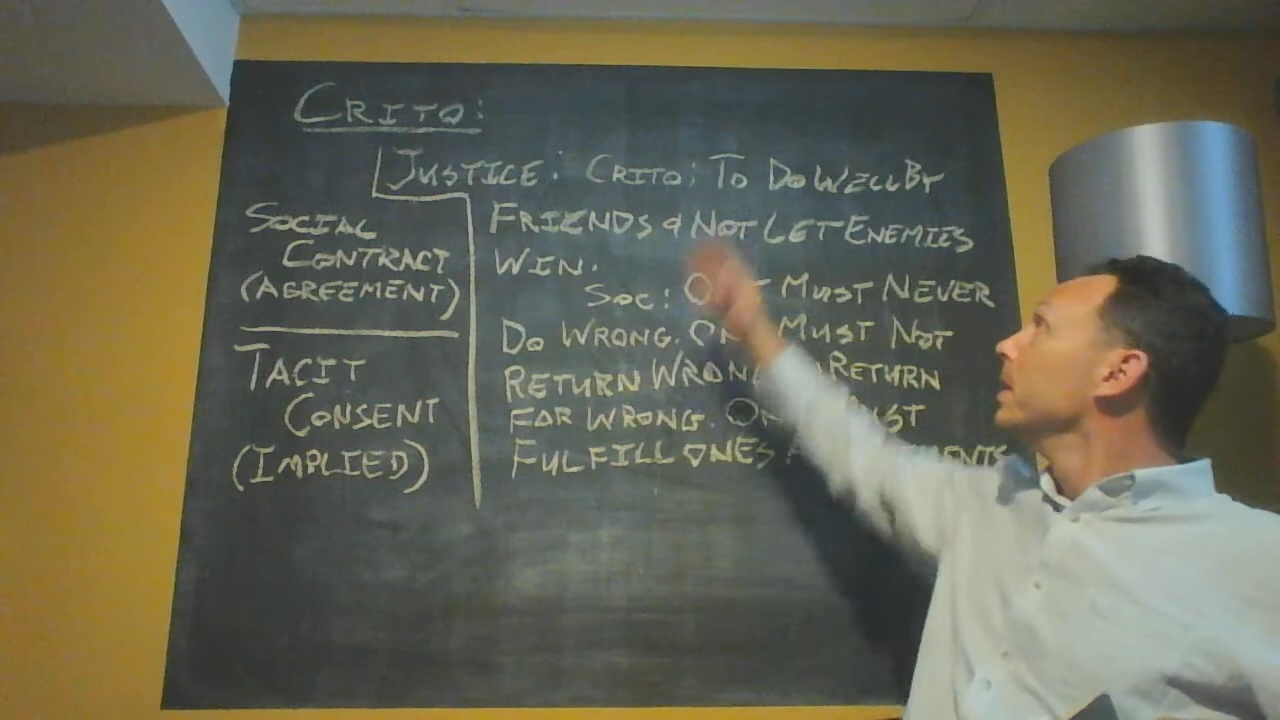 CRITO:
JUSTICE: CRITO: TO DO WELL BY
FRIENDS & NOT LET ENEMIES
WIN.
SOC: MUST NEVER
DO WRONG. MUST NOT
RETURN WRONG RETURN
FOR WRONG.
FULFILL ONES
SOCIAL
CONTRACT
(AGREEMENT)
TACIT
CONSENT
(IMPLIED)